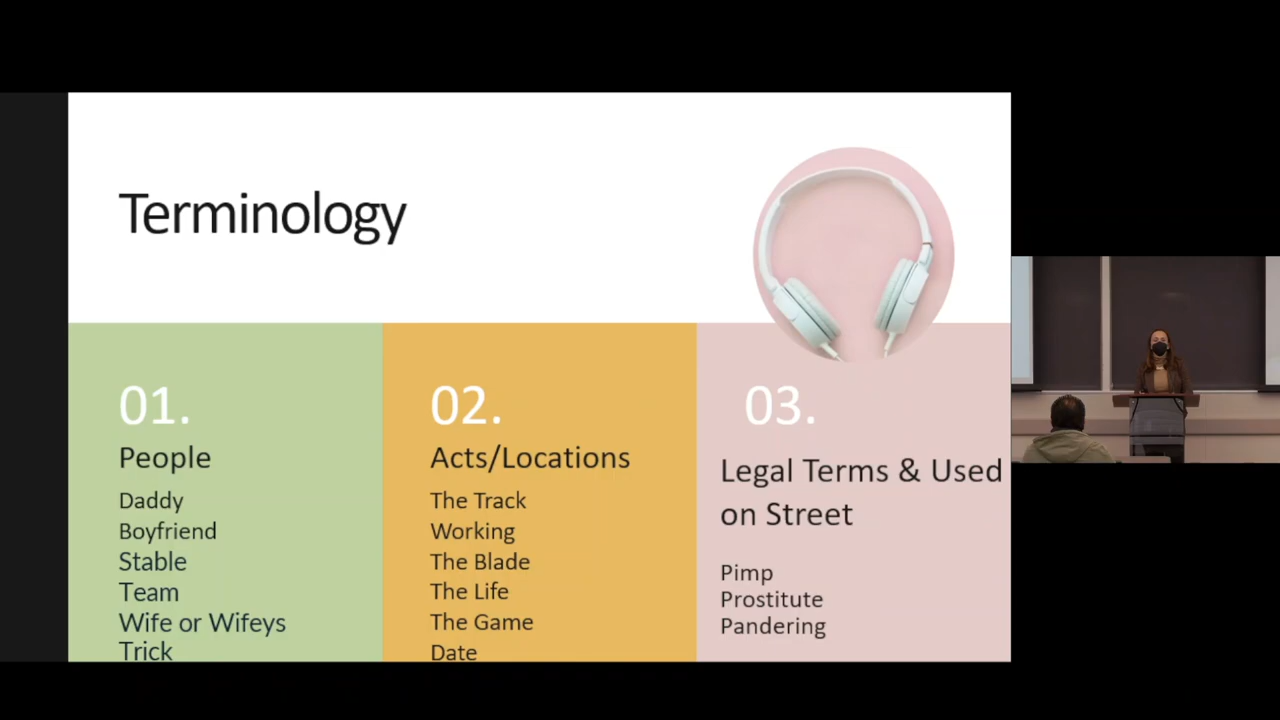 Terminology
01.
People
Daddy
Boyfriend
Stable
Team
Wife or Wifeys
Trick
02.
Acts/Locations
The Track
Working
The Blade
The Life
The Game
Date
03.
Legal Terms & Used
on Street
Pimp
Prostitute
Pandering